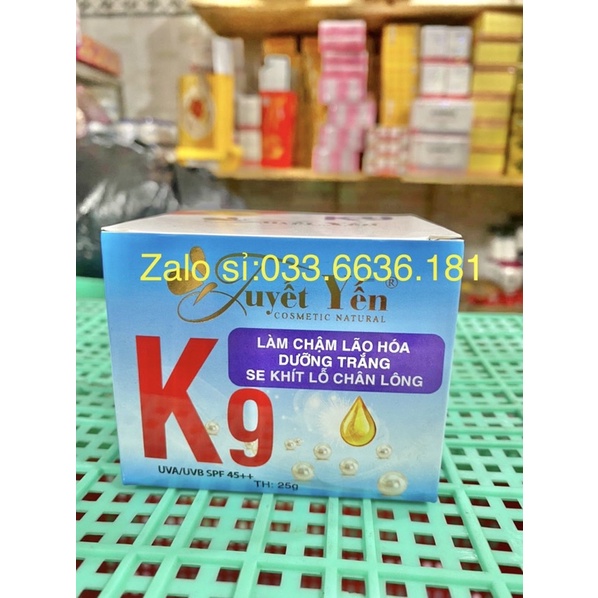 Zalo sỉ:033.6636.181
Tuyết Yến®
COSMETIC NATURAL
LÀM CHẬM LÃO HÓA
DƯỠNG TRẮNG
SE KHÍT LỖ CHÂN LÔNG
K9
UVA/UVB SPF 45++
TH: 25g